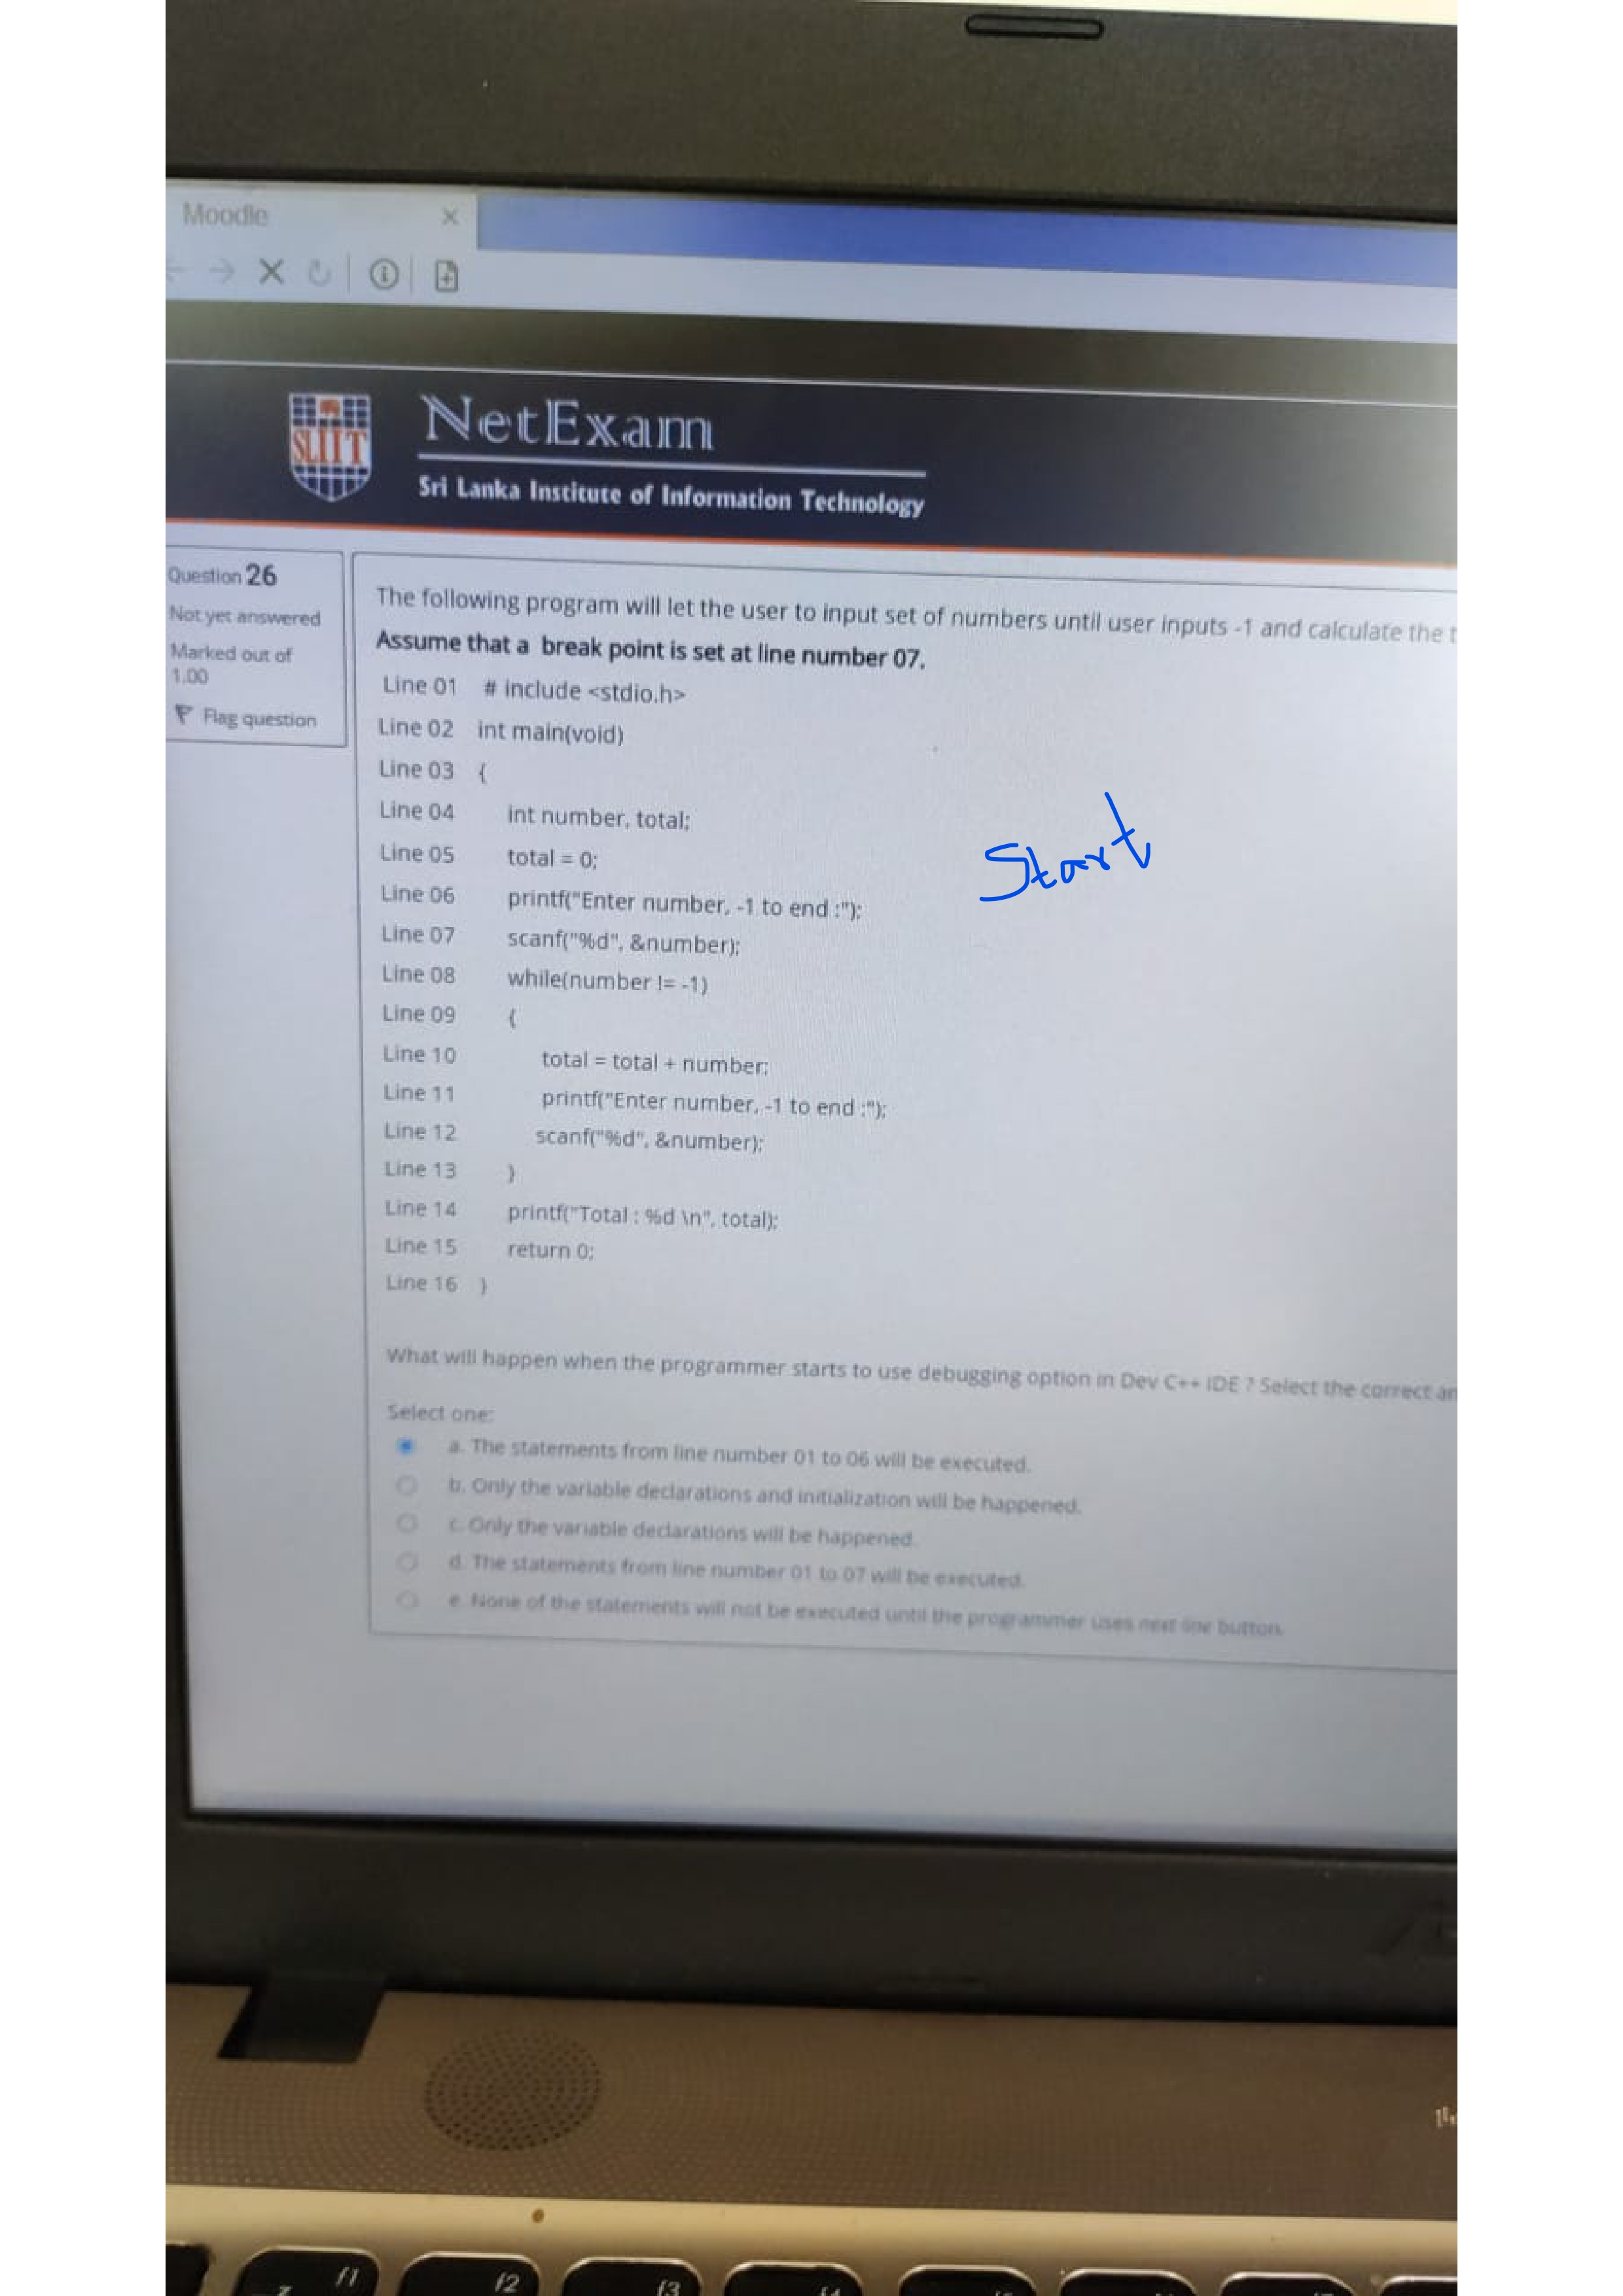 Moodle
SLIIT
NetExam
Sri Lanka Institute of Information Technology
Question 26
Not yet answered
Marked out of
1.00
Flag question
The following program will let the user to input set of numbers until user inputs -1 and calculate the t
Assume that a break point is set at line number 07.
Line 01 # include <stdio.h>
Line 02 int main(void)
Line 03 {
Line 04 int number, total;
Line 05 total = 0;
Line 06 printf("Enter number, -1 to end :");
Line 07 scanf("%d", &number);
Line 08 while(number != -1)
Line 09 {
Line 10 total = total + number;
Line 11 printf("Enter number, -1 to end :");
Line 12 scanf("%d", &number);
Line 13 }
Line 14 printf("Total : %d \n", total);
Line 15 return 0;
Line 16 }
Start
What will happen when the programmer starts to use debugging option in Dev C++ IDE ? Select the correct an
Select one:
a. The statements from line number 01 to 06 will be executed.
b. Only the variable declarations and initialization will be happened.
c. Only the variable declarations will be happened.
d. The statements from line number 01 to 07 will be executed.
e. None of the statements will not be executed until the programmer uses next line button.
f1
f2
f3
f4